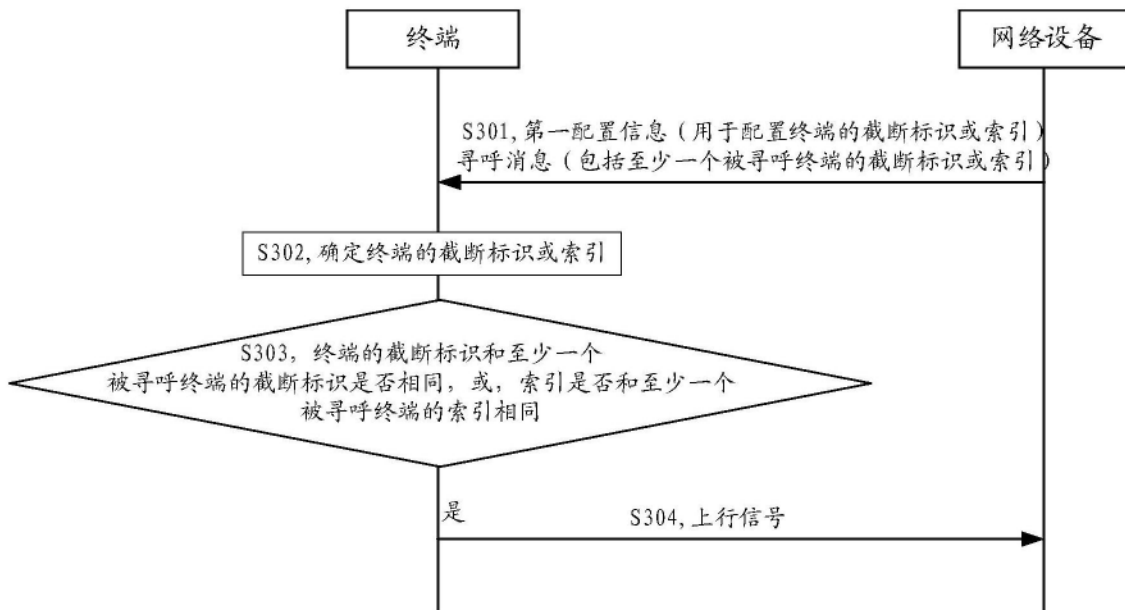 终端
网络设备
S301,第一配置信息（用于配置终端的截断标识或索引）
寻呼消息（包括至少一个被寻呼终端的截断标识或索引）
S302,确定终端的截断标识或索引
S303，终端的截断标识和至少一个
被寻呼终端的截断标识是否相同，或，索引是否和至少一个
被寻呼终端的索引相同
是
S304,上行信号